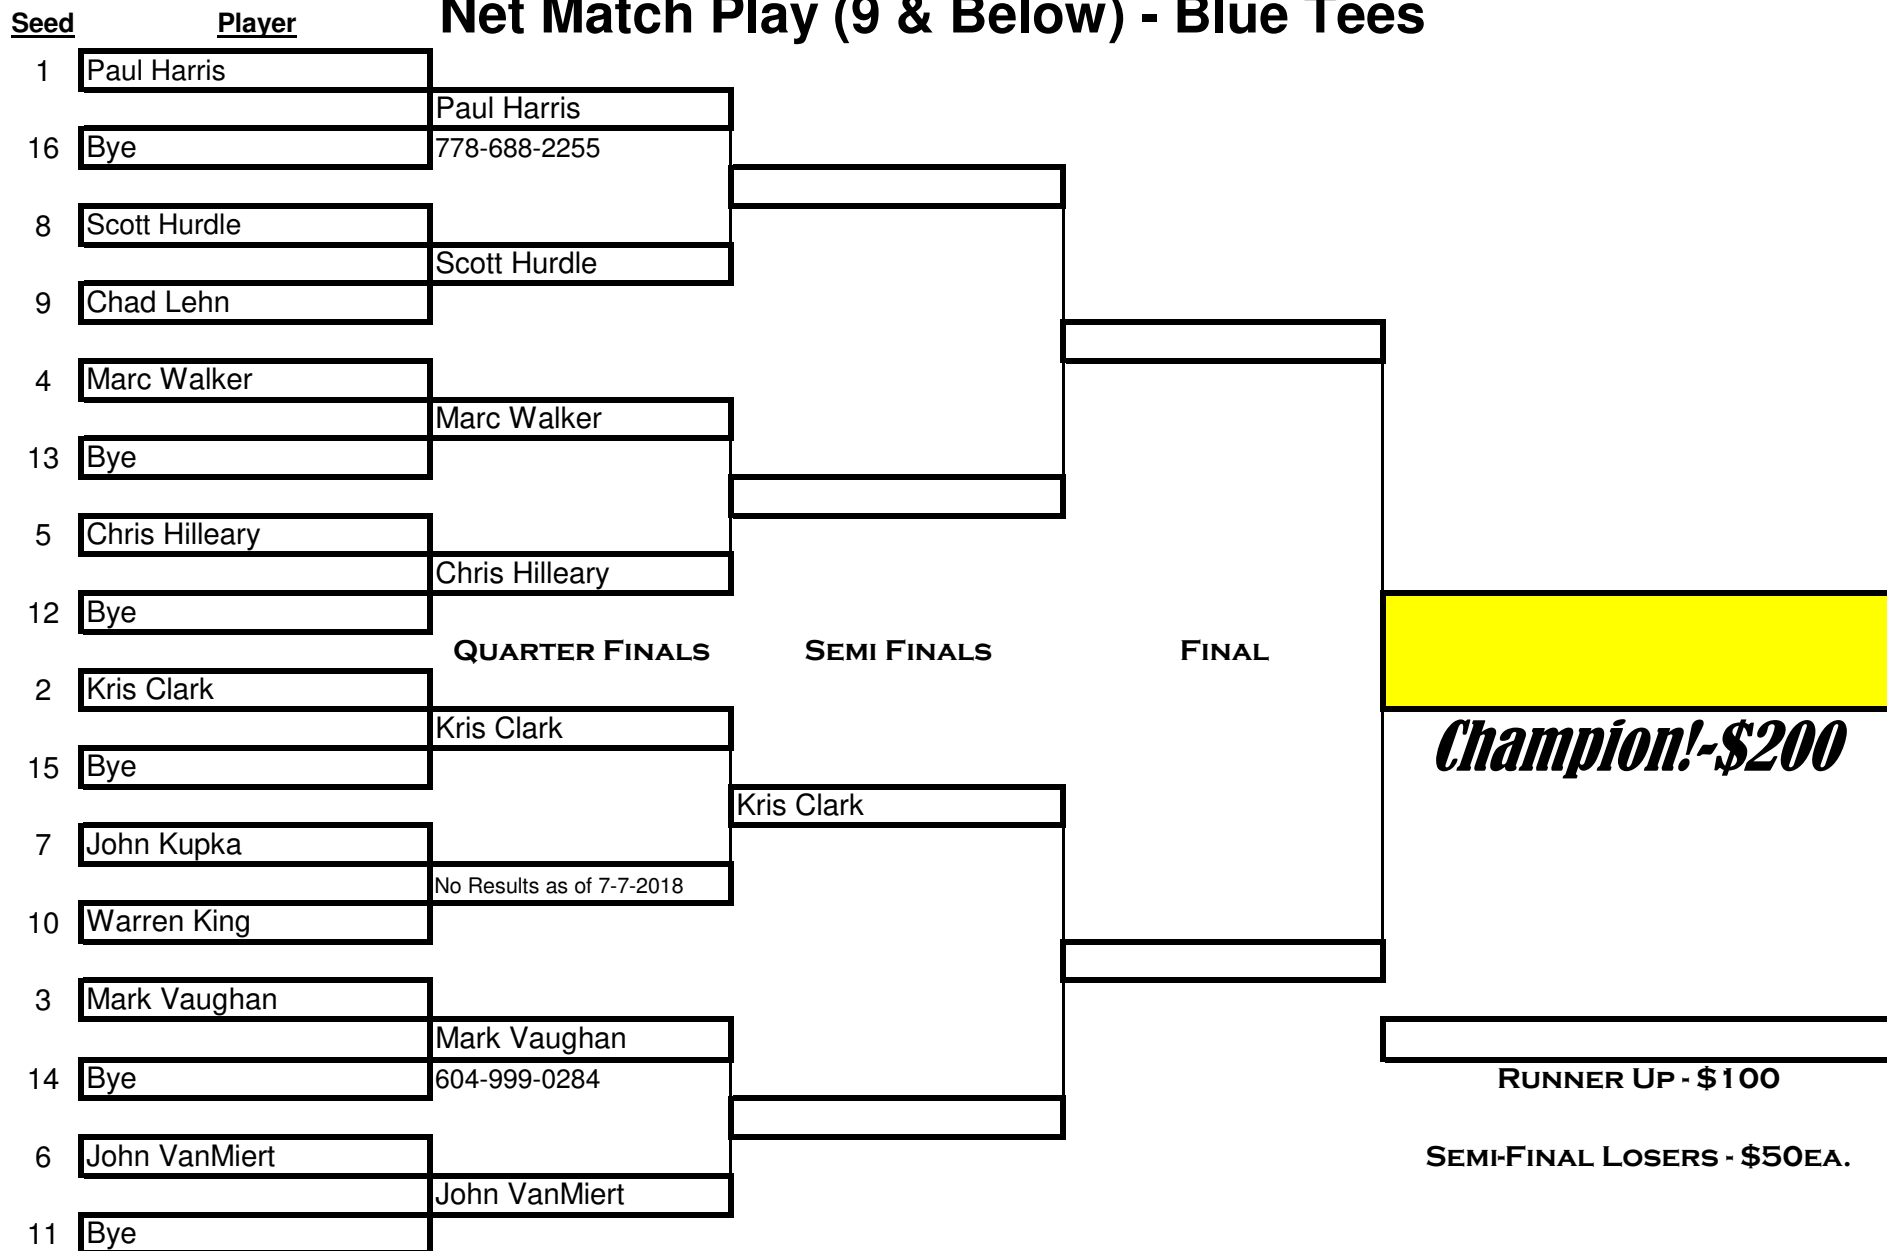 Net Match Play (9 & Below) - Blue Tees
Seed Player
1 Paul Harris
Paul Harris
16 Bye 778-688-2255
8 Scott Hurdle
Scott Hurdle
9 Chad Lehn
4 Marc Walker
Marc Walker
13 Bye
5 Chris Hilleary
Chris Hilleary
12 Bye
QUARTER FINALS SEMI FINALS FINAL
2 Kris Clark
Kris Clark
Champion!-$200
15 Bye
Kris Clark
7 John Kupka
No Results as of 7-7-2018
10 Warren King
3 Mark Vaughan
Mark Vaughan
14 Bye 604-999-0284 RUNNER UP - $100
6 John VanMiert SEMI-FINAL LOSERS - $50EA.
John VanMiert
11 Bye